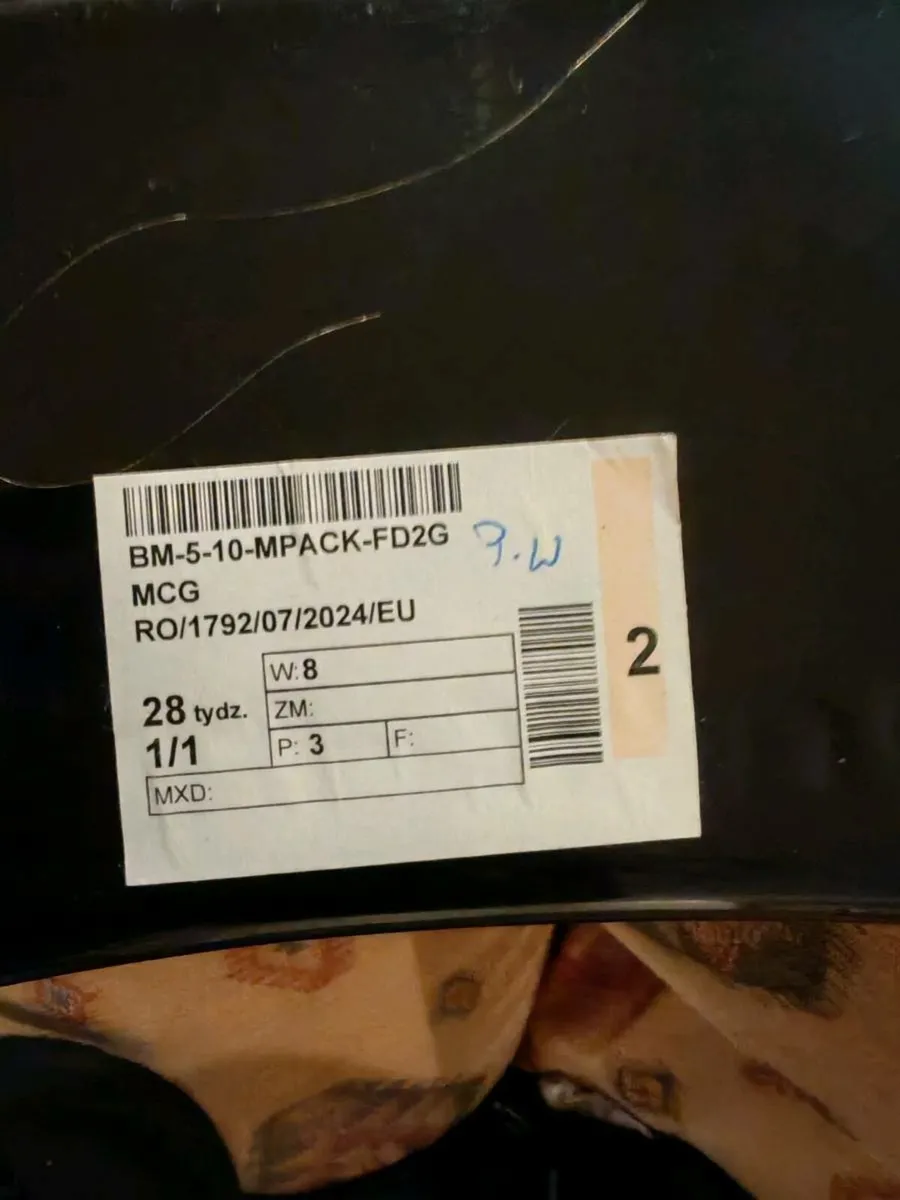 BM-5-10-MPACK-FD2G
MCG
RO/1792/07/2024/EU
P.W
2
W: 8
28 tydz.
ZM:
1/1
P: 3 F:
MXD: